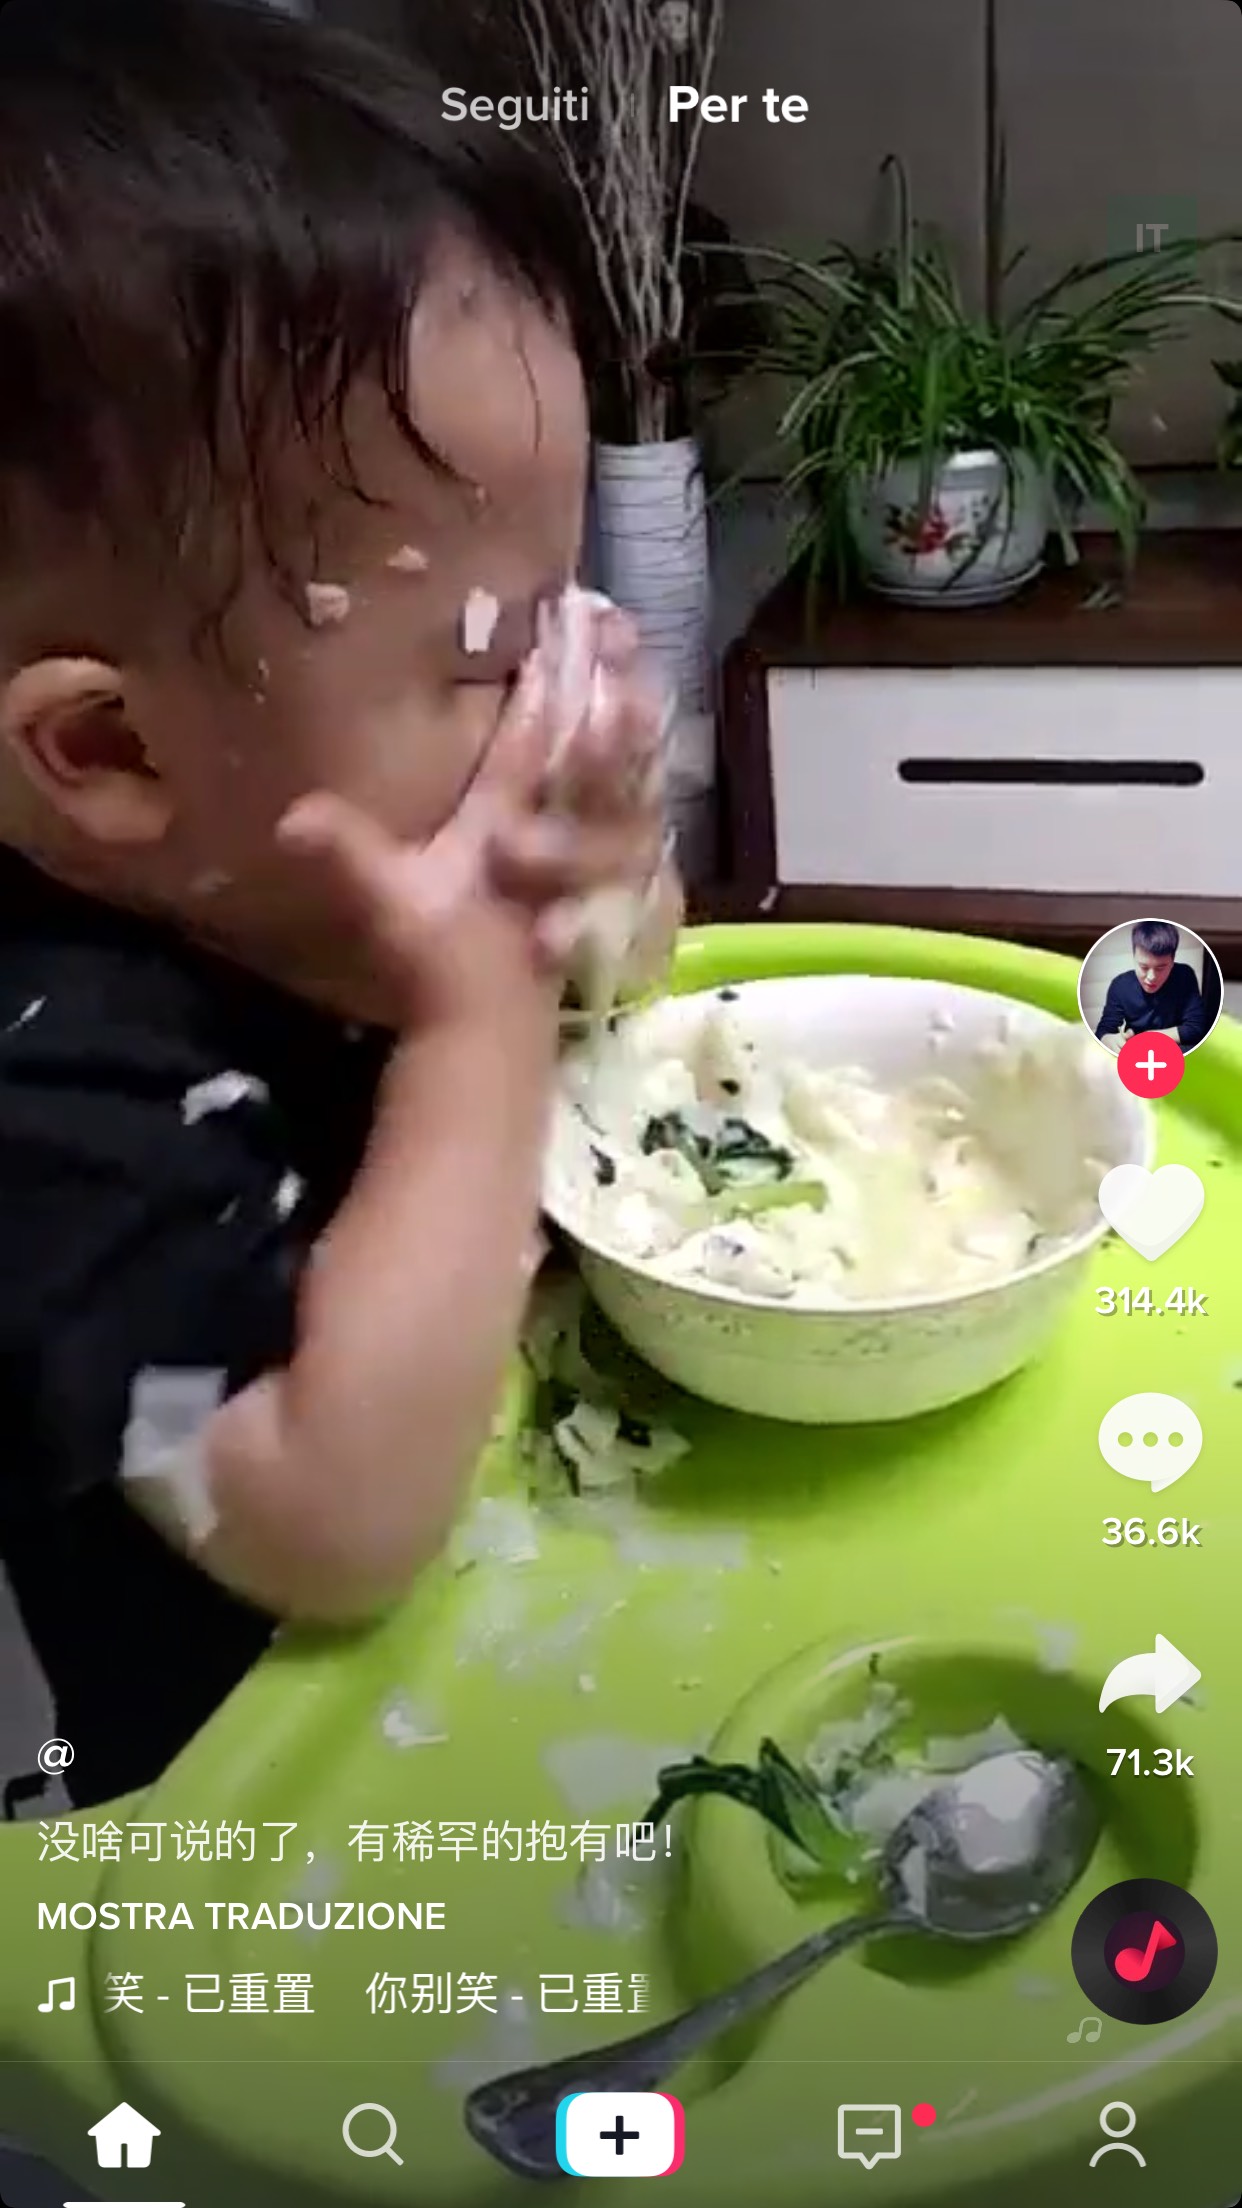 Seguiti Per te
IT
314.4k
36.6k
71.3k
@
没啥可说的了，有稀罕的抱有吧！
MOSTRA TRADUZIONE
笑 - 已重置 你别笑 - 已重置